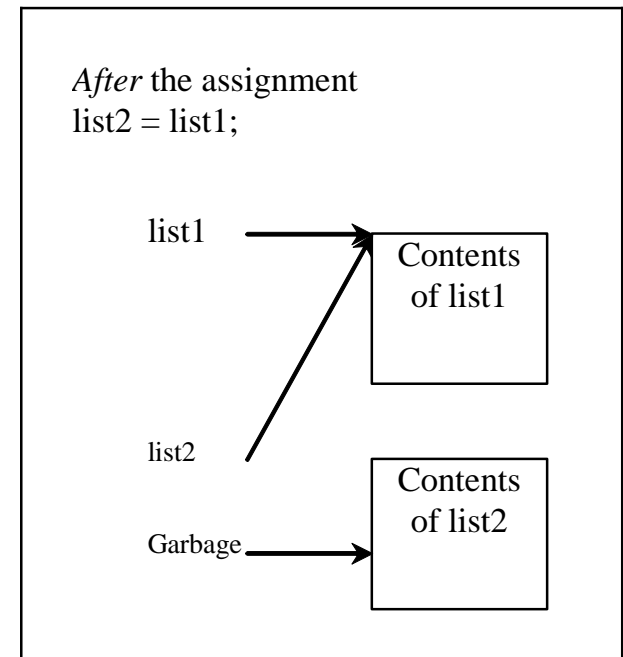 After the assignment
list2 = list1;
list1
Contents
of list1
list2
Contents
of list2
Garbage